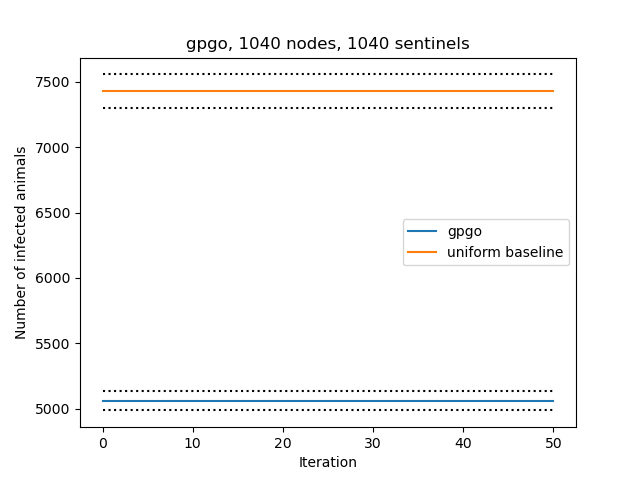 gpgo, 1040 nodes, 1040 sentinels
7500
7000
6500
6000
5500
5000
Number of infected animals
gpgo
uniform baseline
0 10 20 30 40 50
Iteration